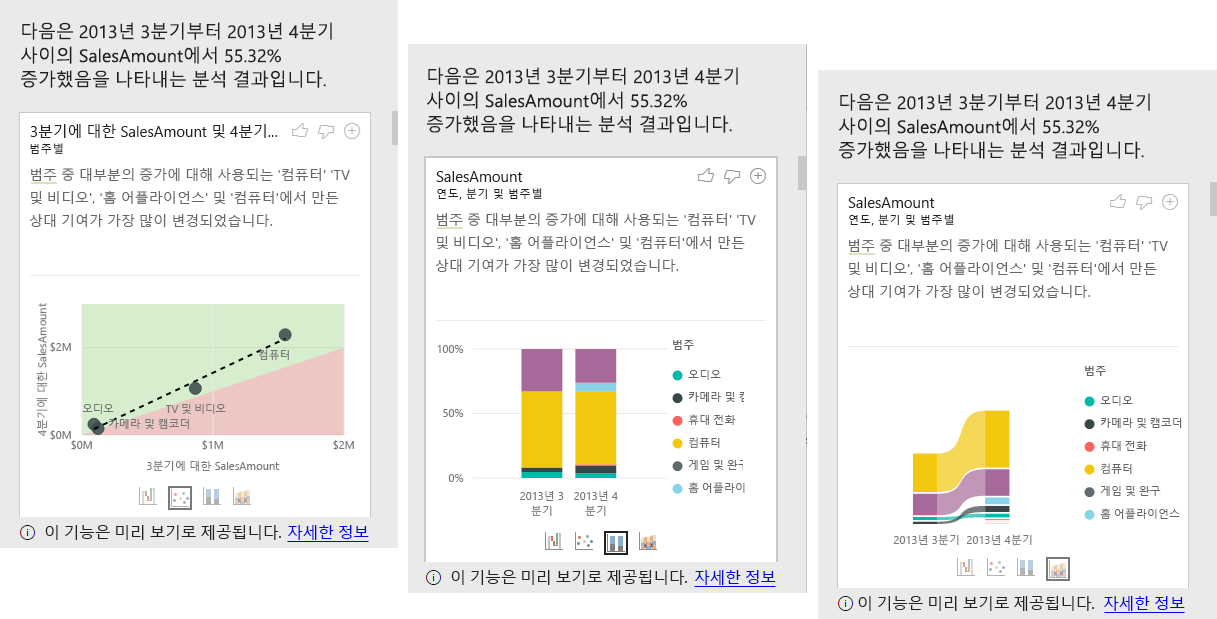 다음은 2013년 3분기부터 2013년 4분기
사이의 SalesAmount에서 55.32%
증가했음을 나타내는 분석 결과입니다.
3분기에 대한 SalesAmount 및 4분기...
범주별
범주 중 대부분의 증가에 대해 사용되는 '컴퓨터' 'TV
및 비디오', '홈 어플라이언스' 및 '컴퓨터'에서 만든
상대 기여가 가장 많이 변경되었습니다.
4분기에 대한 SalesAmount
$2M
$0M
컴퓨터
오디오
TV 및 비디오
카메라 및 캠코더
$0M
$1M
$2M
3분기에 대한 SalesAmount
이 기능은 미리 보기로 제공됩니다. 자세한 정보
다음은 2013년 3분기부터 2013년 4분기
사이의 SalesAmount에서 55.32%
증가했음을 나타내는 분석 결과입니다.
SalesAmount
연도, 분기 및 범주별
범주 중 대부분의 증가에 대해 사용되는 '컴퓨터' 'TV
및 비디오', '홈 어플라이언스' 및 '컴퓨터'에서 만든
상대 기여가 가장 많이 변경되었습니다.
100%
50%
0%
2013년 3
분기
2013년 4
분기
범주
오디오
카메라 및
휴대 전화
컴퓨터
게임 및
홈 어플라이
이 기능은 미리 보기로 제공됩니다. 자세한 정보
다음은 2013년 3분기부터 2013년 4분기
사이의 SalesAmount에서 55.32%
증가했음을 나타내는 분석 결과입니다.
SalesAmount
연도, 분기 및 범주별
범주 중 대부분의 증가에 대해 사용되는 '컴퓨터' 'TV
및 비디오', '홈 어플라이언스' 및 '컴퓨터'에서 만든
상대 기여가 가장 많이 변경되었습니다.
범주
오디오
카메라 및 캠코더
휴대 전화
컴퓨터
게임 및 완구
홈 어플라이언스
2013년 3분기 2013년 4분기
이 기능은 미리 보기로 제공됩니다. 자세한 정보